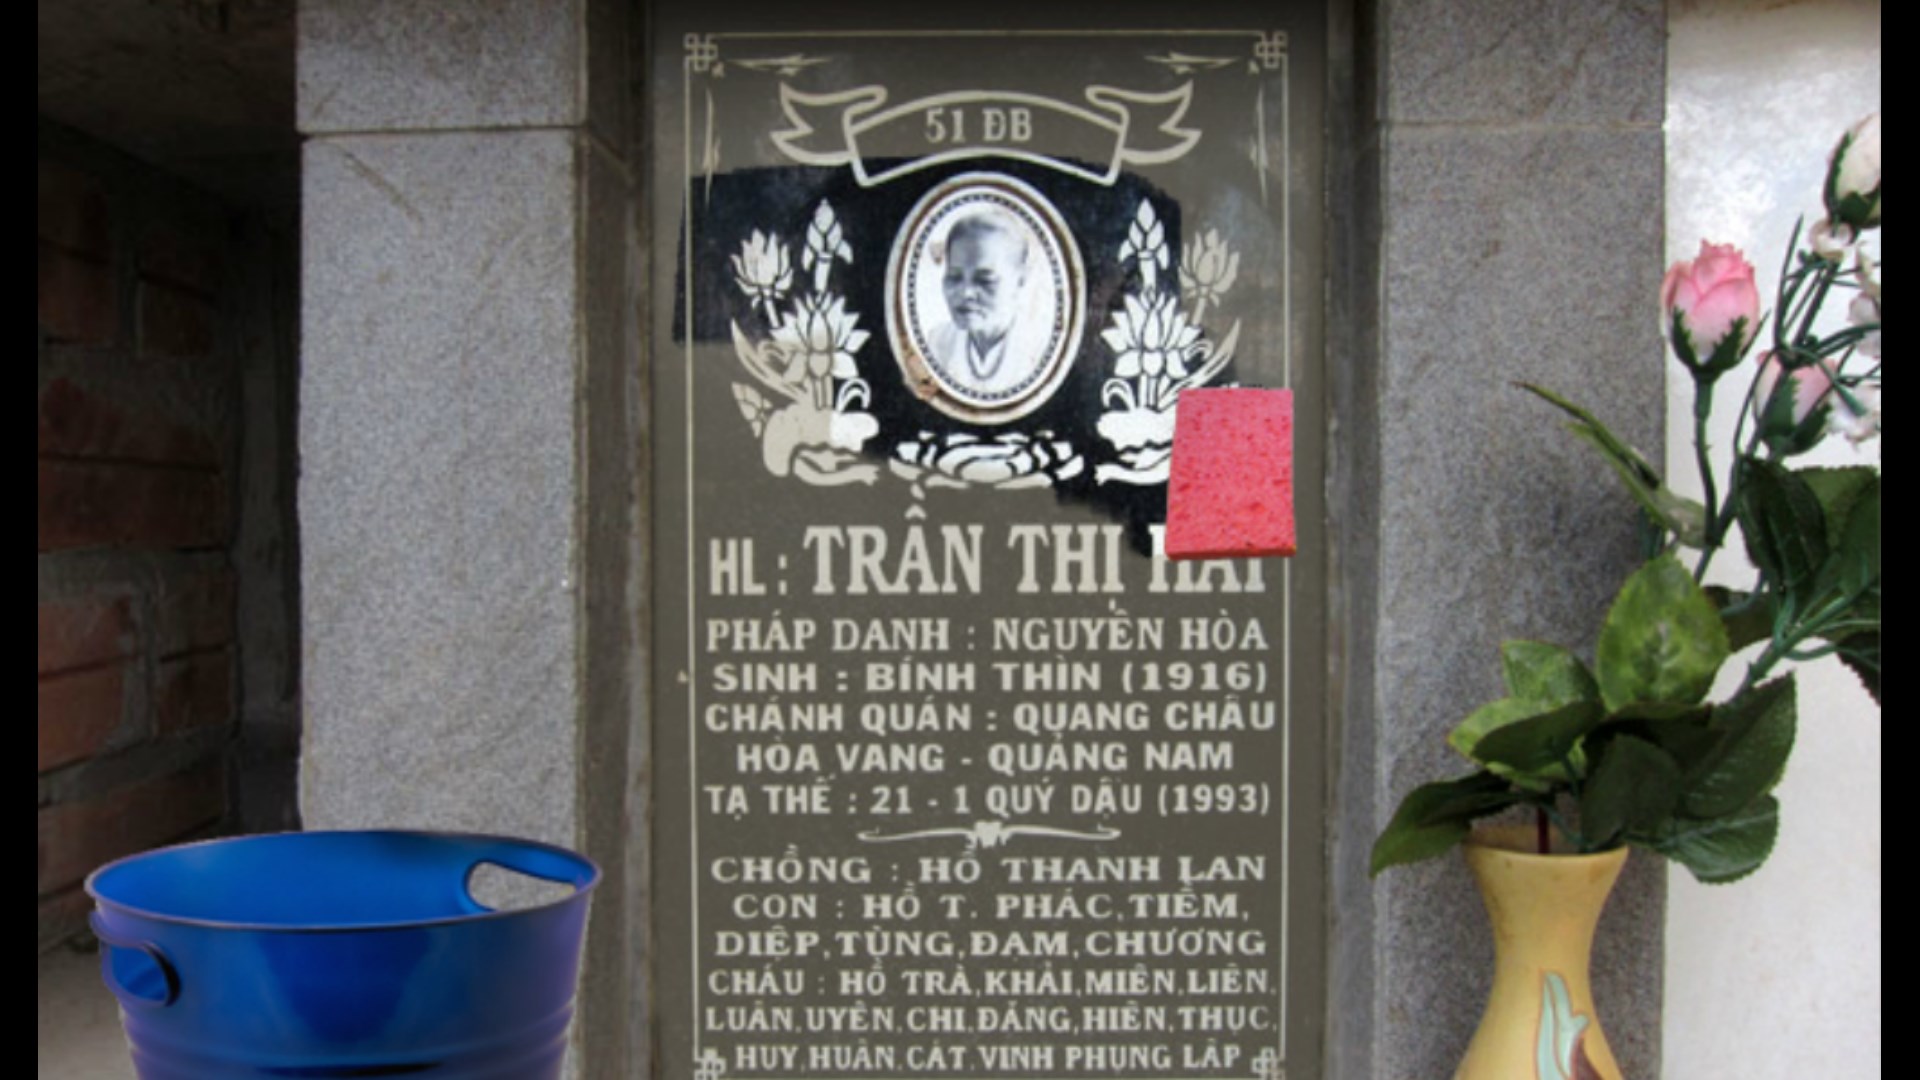 51 ĐB
HL : TRẦN THỊ
PHÁP DANH : NGUYÊN HÒA
SINH : BÍNH THÌN (1916)
CHÁNH QUÁN : QUANG CHÂU
HÒA VANG - QUẢNG NAM
TẠ THẾ : 21 - 1 QUÝ DẬU (1993)
CHỒNG : HỒ THANH LAN
CON : HỒ T. PHÁC, TIỀM,
DIỆP, TÙNG, ĐẠM, CHƯƠNG
CHÁU : HỒ TRÀ, KHẢI, MIÊN, LIÊN,
LUÂN, UYÊN, CHI, ĐĂNG, HIỀN, THỤC,
HUY, HUÂN, CÁT, VINH PHỤNG LẬP